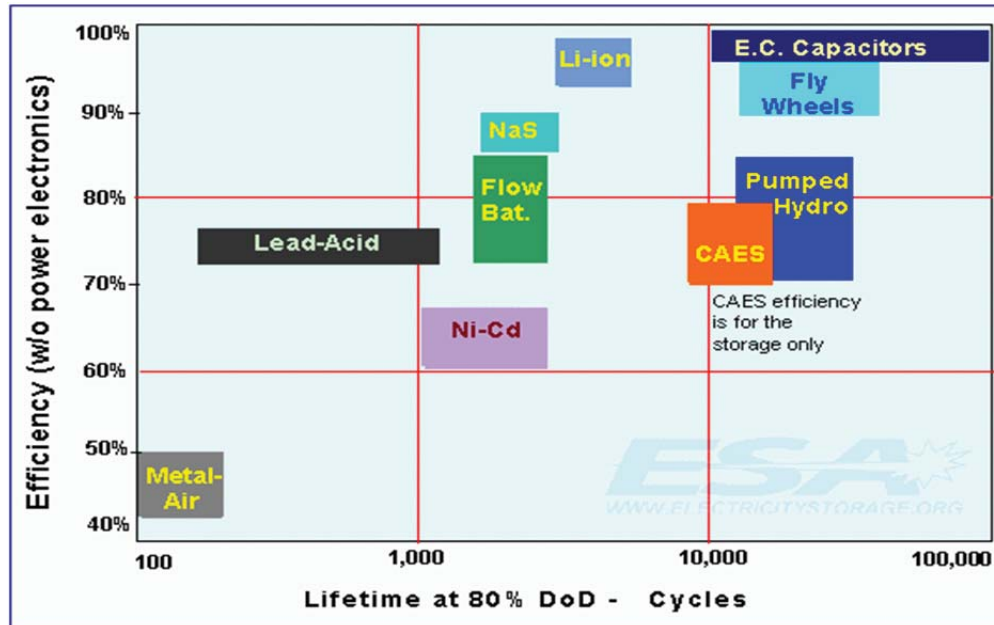 Efficiency (w/o power electronics)
100%
90%
80%
70%
60%
50%
40%
E.C. Capacitors
Li-ion
Fly
Wheels
NaS
Flow
Bat.
Pumped
Hydro
Lead-Acid
CAES
CAES efficiency
is for the
storage only
Ni-Cd
Metal-
Air
ESA
WWW.ELECTRICITYSTORAGE.ORG
100
1,000
10,000
100,000
Lifetime at 80% DoD - Cycles